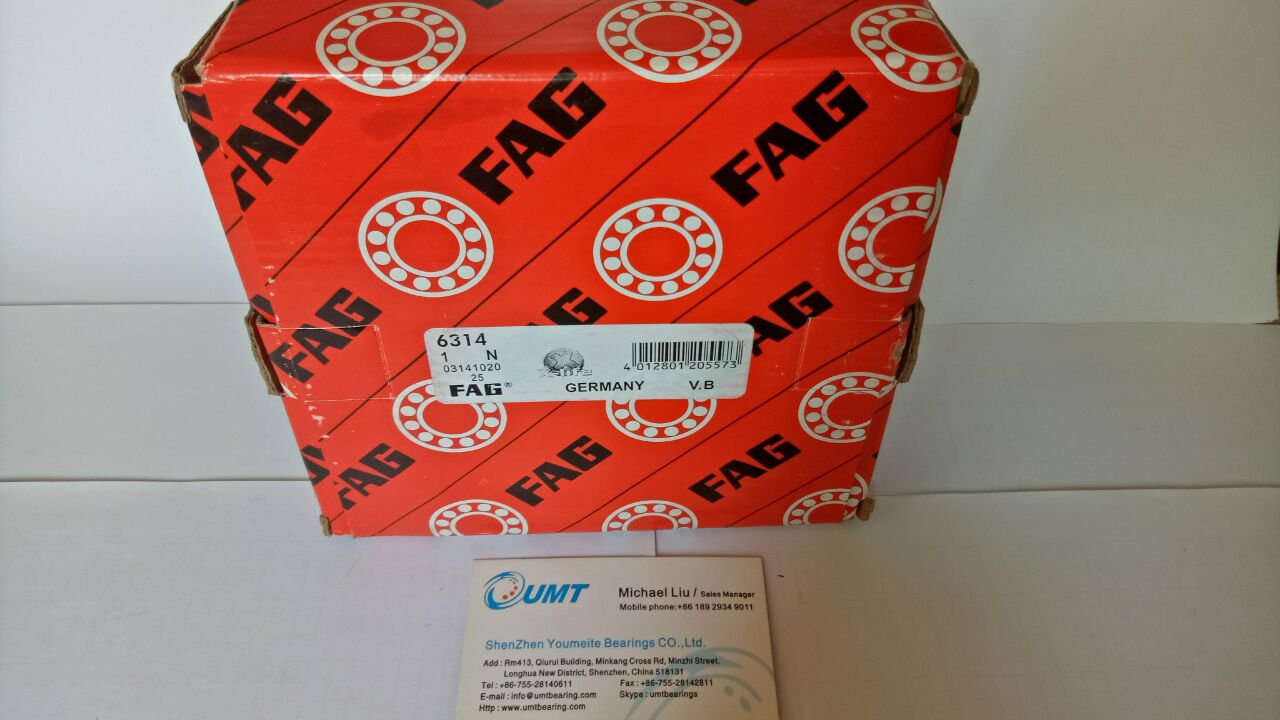 FAG
FAG
FAG
FAG
FAG
FAG
6314
1 N
03141020
25
FAG®
X-life
GERMANY V.B
4 012801 205573
FAG
FAG
FAG
UMT
Michael Liu / Sales Manager
Mobile phone:+86 189 2934 9011
ShenZhen Youmeite Bearings CO.,Ltd.
Add : Rm413, Qiurui Building, Minkang Cross Rd, Minzhi Street.
Longhua New District, Shenzhen, China 518131
Tel : +86-755-28140611 Fax : +86-755-28142811
E-mail : info@umtbearing.com Skype : umtbearings
Http : www.umtbearing.com